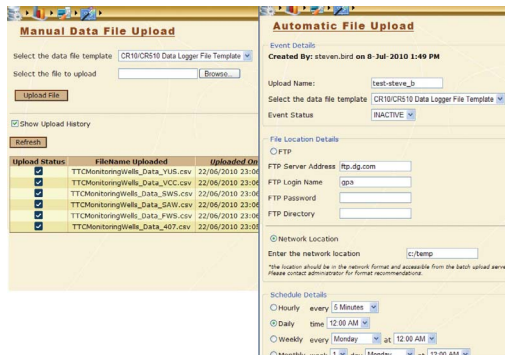 Manual Data File Upload
Select the data file template CR10/CR510 Data Logger File Template
Select the file to upload Browse...
Upload File
Show Upload History
Refresh
Upload Status FileName Uploaded Uploaded On
TTCMonitoringWells_Data_YUS.csv 22/06/2010 23:06
TTCMonitoringWells_Data_VCC.csv 22/06/2010 23:06
TTCMonitoringWells_Data_SWS.csv 22/06/2010 23:06
TTCMonitoringWells_Data_SAW.csv 22/06/2010 23:06
TTCMonitoringWells_Data_FWS.csv 22/06/2010 23:06
TTCMonitoringWells_Data_407.csv 22/06/2010 23:05
Automatic File Upload
Event Details
Created By: steven.bird on 8-Jul-2010 1:49 PM
Upload Name: test-steve_b
Select the data file template CR10/CR510 Data Logger File Template
Event Status INACTIVE
File Location Details
FTP
FTP Server Address ftp.dg.com
FTP Login Name gpa
FTP Password
FTP Directory
Network Location
Enter the network location c:/temp
*the location should be in the network format and accessible from the batch upload serve
Please contact administrator for format recommendations.
Schedule Details
Hourly every 5 Minutes
Daily time 12:00 AM
Weekly every Monday at 12:00 AM
Monthly week 1 day Monday at 12:00 AM